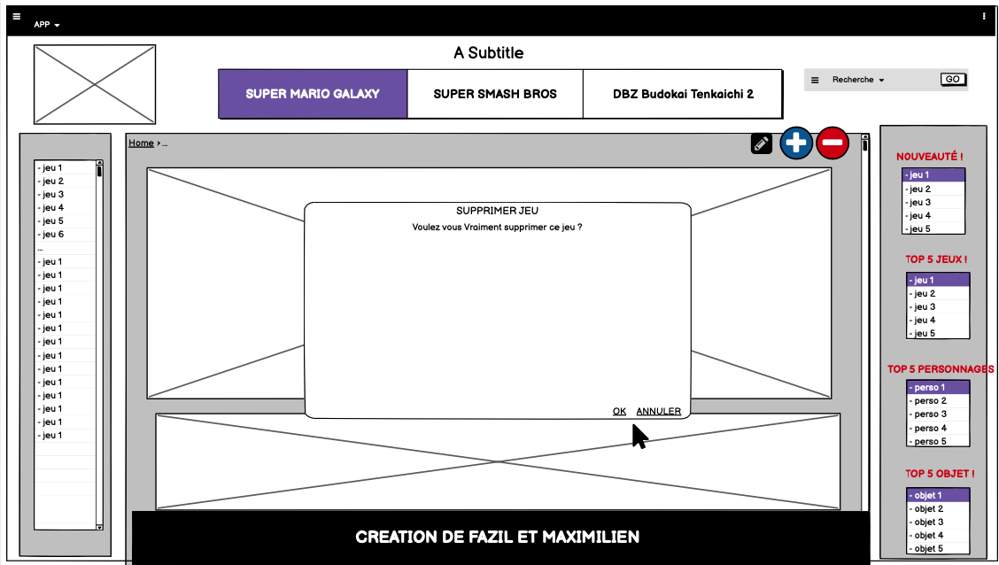 APP
A Subtitle
SUPER MARIO GALAXY
SUPER SMASH BROS
DBZ Budokai Tenkaichi 2
Recherche
GO
- jeu 1
- jeu 2
- jeu 3
- jeu 4
- jeu 5
- jeu 6
...
- jeu 1
- jeu 1
- jeu 1
- jeu 1
- jeu 1
- jeu 1
- jeu 1
- jeu 1
- jeu 1
- jeu 1
- jeu 1
- jeu 1
- jeu 1
- jeu 1
Home › ...
SUPPRIMER JEU
Voulez vous Vraiment supprimer ce jeu ?
OK
ANNULER
NOUVEAUTÉ !
- jeu 1
- jeu 2
- jeu 3
- jeu 4
- jeu 5
TOP 5 JEUX !
- jeu 1
- jeu 2
- jeu 3
- jeu 4
- jeu 5
TOP 5 PERSONNAGES
- perso 1
- perso 2
- perso 3
- perso 4
- perso 5
TOP 5 OBJET !
- objet 1
- objet 2
- objet 3
- objet 4
- objet 5
CREATION DE FAZIL ET MAXIMILIEN